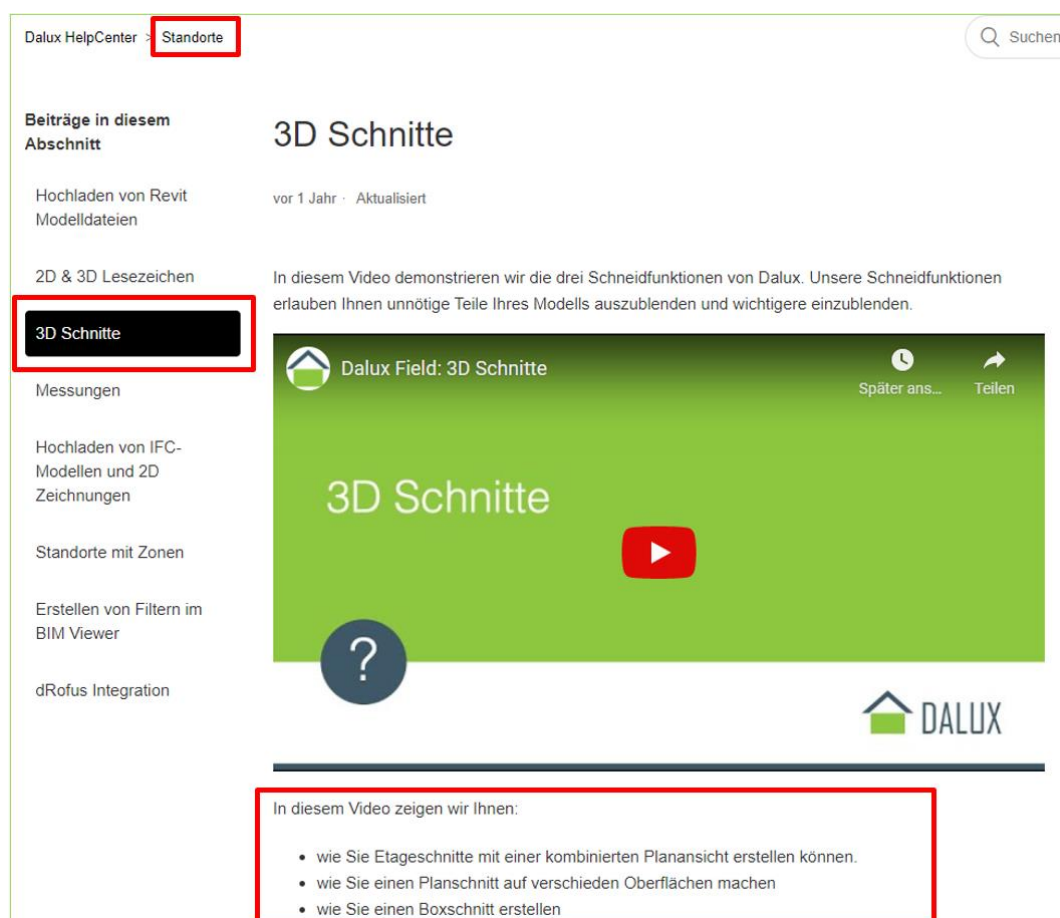 Dalux HelpCenter > Standorte
Suchen
Beiträge in diesem
Abschnitt
Hochladen von Revit
Modelldateien
2D & 3D Lesezeichen
3D Schnitte
Messungen
Hochladen von IFC-
Modellen und 2D
Zeichnungen
Standorte mit Zonen
Erstellen von Filtern im
BIM Viewer
dRofus Integration
3D Schnitte
vor 1 Jahr · Aktualisiert
In diesem Video demonstrieren wir die drei Schneidfunktionen von Dalux. Unsere Schneidfunktionen
erlauben Ihnen unnötige Teile Ihres Modells auszublenden und wichtigere einzublenden.
Dalux Field: 3D Schnitte
Später ans...
Teilen
3D Schnitte
?
DALUX
In diesem Video zeigen wir Ihnen:
• wie Sie Etageschnitte mit einer kombinierten Planansicht erstellen können.
• wie Sie einen Planschnitt auf verschieden Oberflächen machen
• wie Sie einen Boxschnitt erstellen